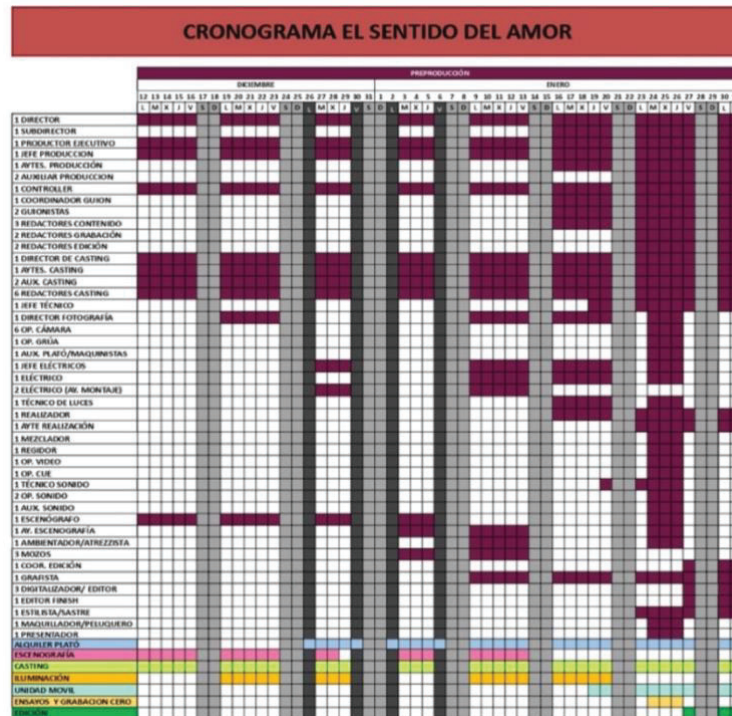 CRONOGRAMA EL SENTIDO DEL AMOR
PREPRODUCCIÓN
DICIEMBRE ENERO
12 13 14 15 16 17 18 19 20 21 22 23 24 25 26 27 28 29 30 31 1 2 3 4 5 6 7 8 9 10 11 12 13 14 15 16 17 18 19 20 21 22 23 24 25 26 27 28 29 30
L M X J V S D L M X J V S D L M X J V S D L M X J V S D L M X J V S D L M X J V S D L M X J V S D L
1 DIRECTOR
1 SUBDIRECTOR
1 PRODUCTOR EJECUTIVO
1 JEFE PRODUCCION
1 AYTES. PRODUCCIÓN
2 AUXILIAR PRODUCCION
1 CONTROLLER
1 COORDINADOR GUION
2 GUIONISTAS
3 REDACTORES CONTENIDO
2 REDACTORES GRABACIÓN
2 REDACTORES EDICIÓN
1 DIRECTOR DE CASTING
1 AYTES. CASTING
2 AUX. CASTING
6 REDACTORES CASTING
1 JEFE TÉCNICO
1 DIRECTOR FOTOGRAFÍA
6 OP. CÁMARA
1 OP. GRÚA
1 AUX. PLATÓ/MAQUINISTAS
1 JEFE ELÉCTRICOS
1 ELÉCTRICO
2 ELÉCTRICO (AY. MONTAJE)
1 TÉCNICO DE LUCES
1 REALIZADOR
1 AYTE REALIZACIÓN
1 MEZCLADOR
1 REGIDOR
1 OP. VIDEO
1 OP. CUE
1 TÉCNICO SONIDO
2 OP. SONIDO
1 AUX. SONIDO
1 ESCENÓGRAFO
1 AY. ESCENOGRAFÍA
1 AMBIENTADOR/ATREZZISTA
3 MOZOS
1 COOR. EDICIÓN
1 GRAFISTA
3 DIGITALIZADOR/ EDITOR
1 EDITOR FINISH
1 ESTILISTA/SASTRE
1 MAQUILLADOR/PELUQUERO
1 PRESENTADOR
ALQUILER PLATÓ
ESCENOGRAFÍA
CASTING
ILUMINACIÓN
UNIDAD MOVIL
ENSAYOS Y GRABACION CERO
EDICIÓN